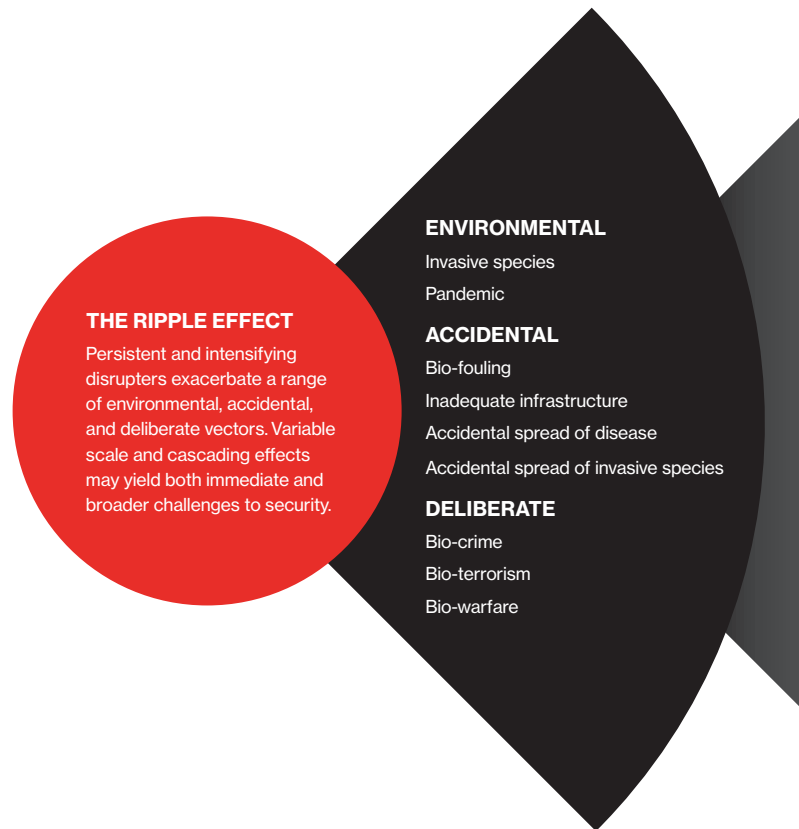 THE RIPPLE EFFECT
Persistent and intensifying
disrupters exacerbate a range
of environmental, accidental,
and deliberate vectors. Variable
scale and cascading effects
may yield both immediate and
broader challenges to security.
ENVIRONMENTAL
Invasive species
Pandemic
ACCIDENTAL
Bio-fouling
Inadequate infrastructure
Accidental spread of disease
Accidental spread of invasive species
DELIBERATE
Bio-crime
Bio-terrorism
Bio-warfare